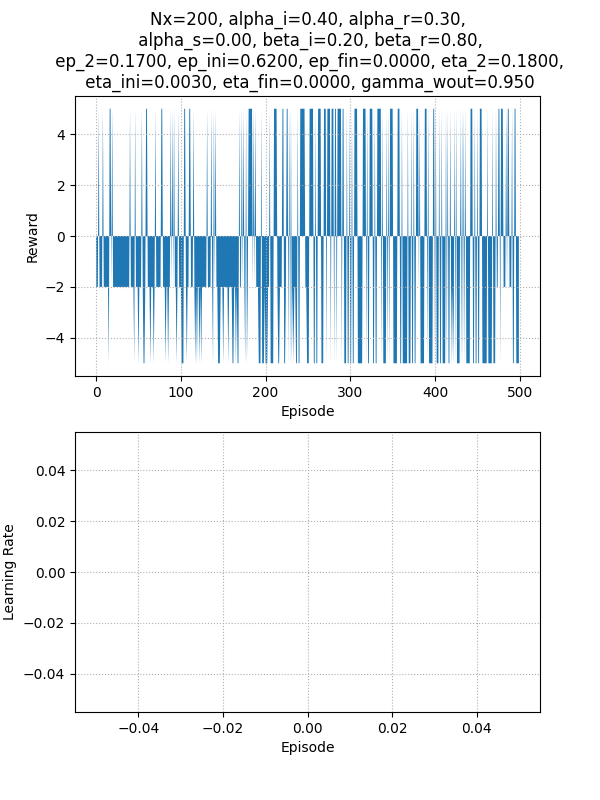 Nx=200, alpha_i=0.40, alpha_r=0.30,
alpha_s=0.00, beta_i=0.20, beta_r=0.80,
ep_2=0.1700, ep_ini=0.6200, ep_fin=0.0000, eta_2=0.1800,
eta_ini=0.0030, eta_fin=0.0000, gamma_wout=0.950
4
2
0
−2
−4
Reward
0 100 200 300 400 500
Episode
0.04
0.02
0.00
−0.02
−0.04
Learning Rate
−0.04 −0.02 0.00 0.02 0.04
Episode